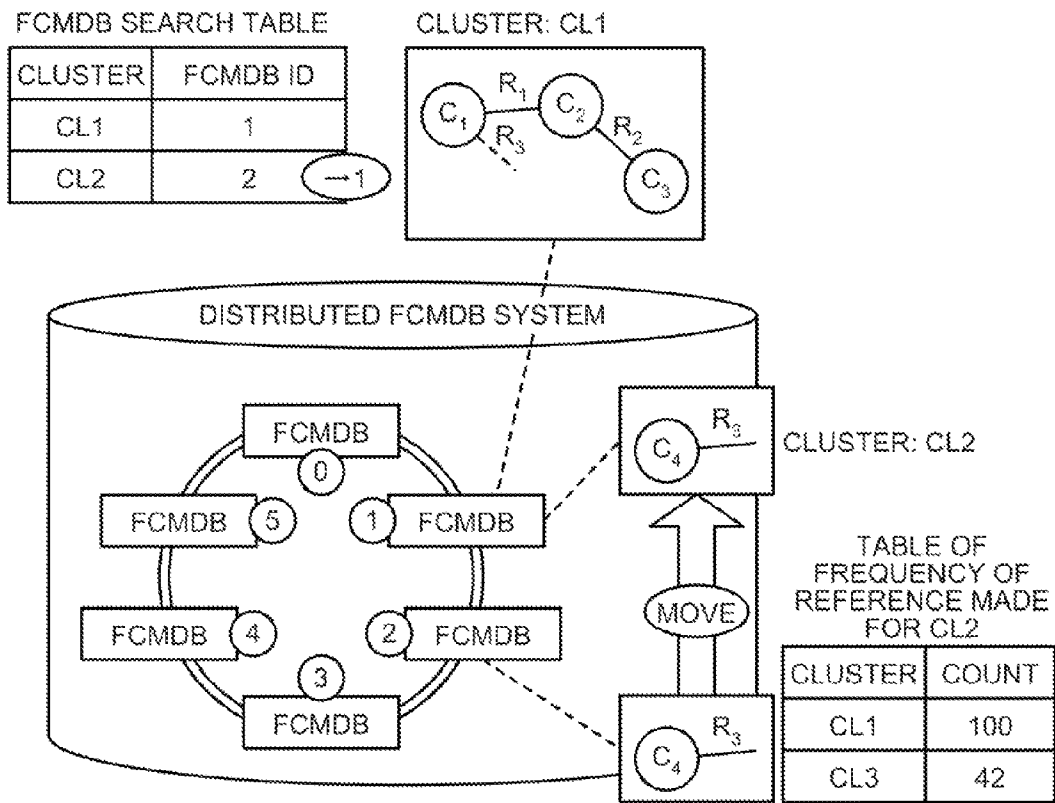 FCMDB SEARCH TABLE
CLUSTER FCMDB ID
CL1 1
CL2 2 →1
CLUSTER: CL1
C₁ R₁ C₂
R₃ R₂
C₃
DISTRIBUTED FCMDB SYSTEM
FCMDB
0
FCMDB 5
1 FCMDB
FCMDB 4
2 FCMDB
3
FCMDB
C₄ R₃
CLUSTER: CL2
MOVE
C₄ R₃
TABLE OF
FREQUENCY OF
REFERENCE MADE
FOR CL2
CLUSTER COUNT
CL1 100
CL3 42